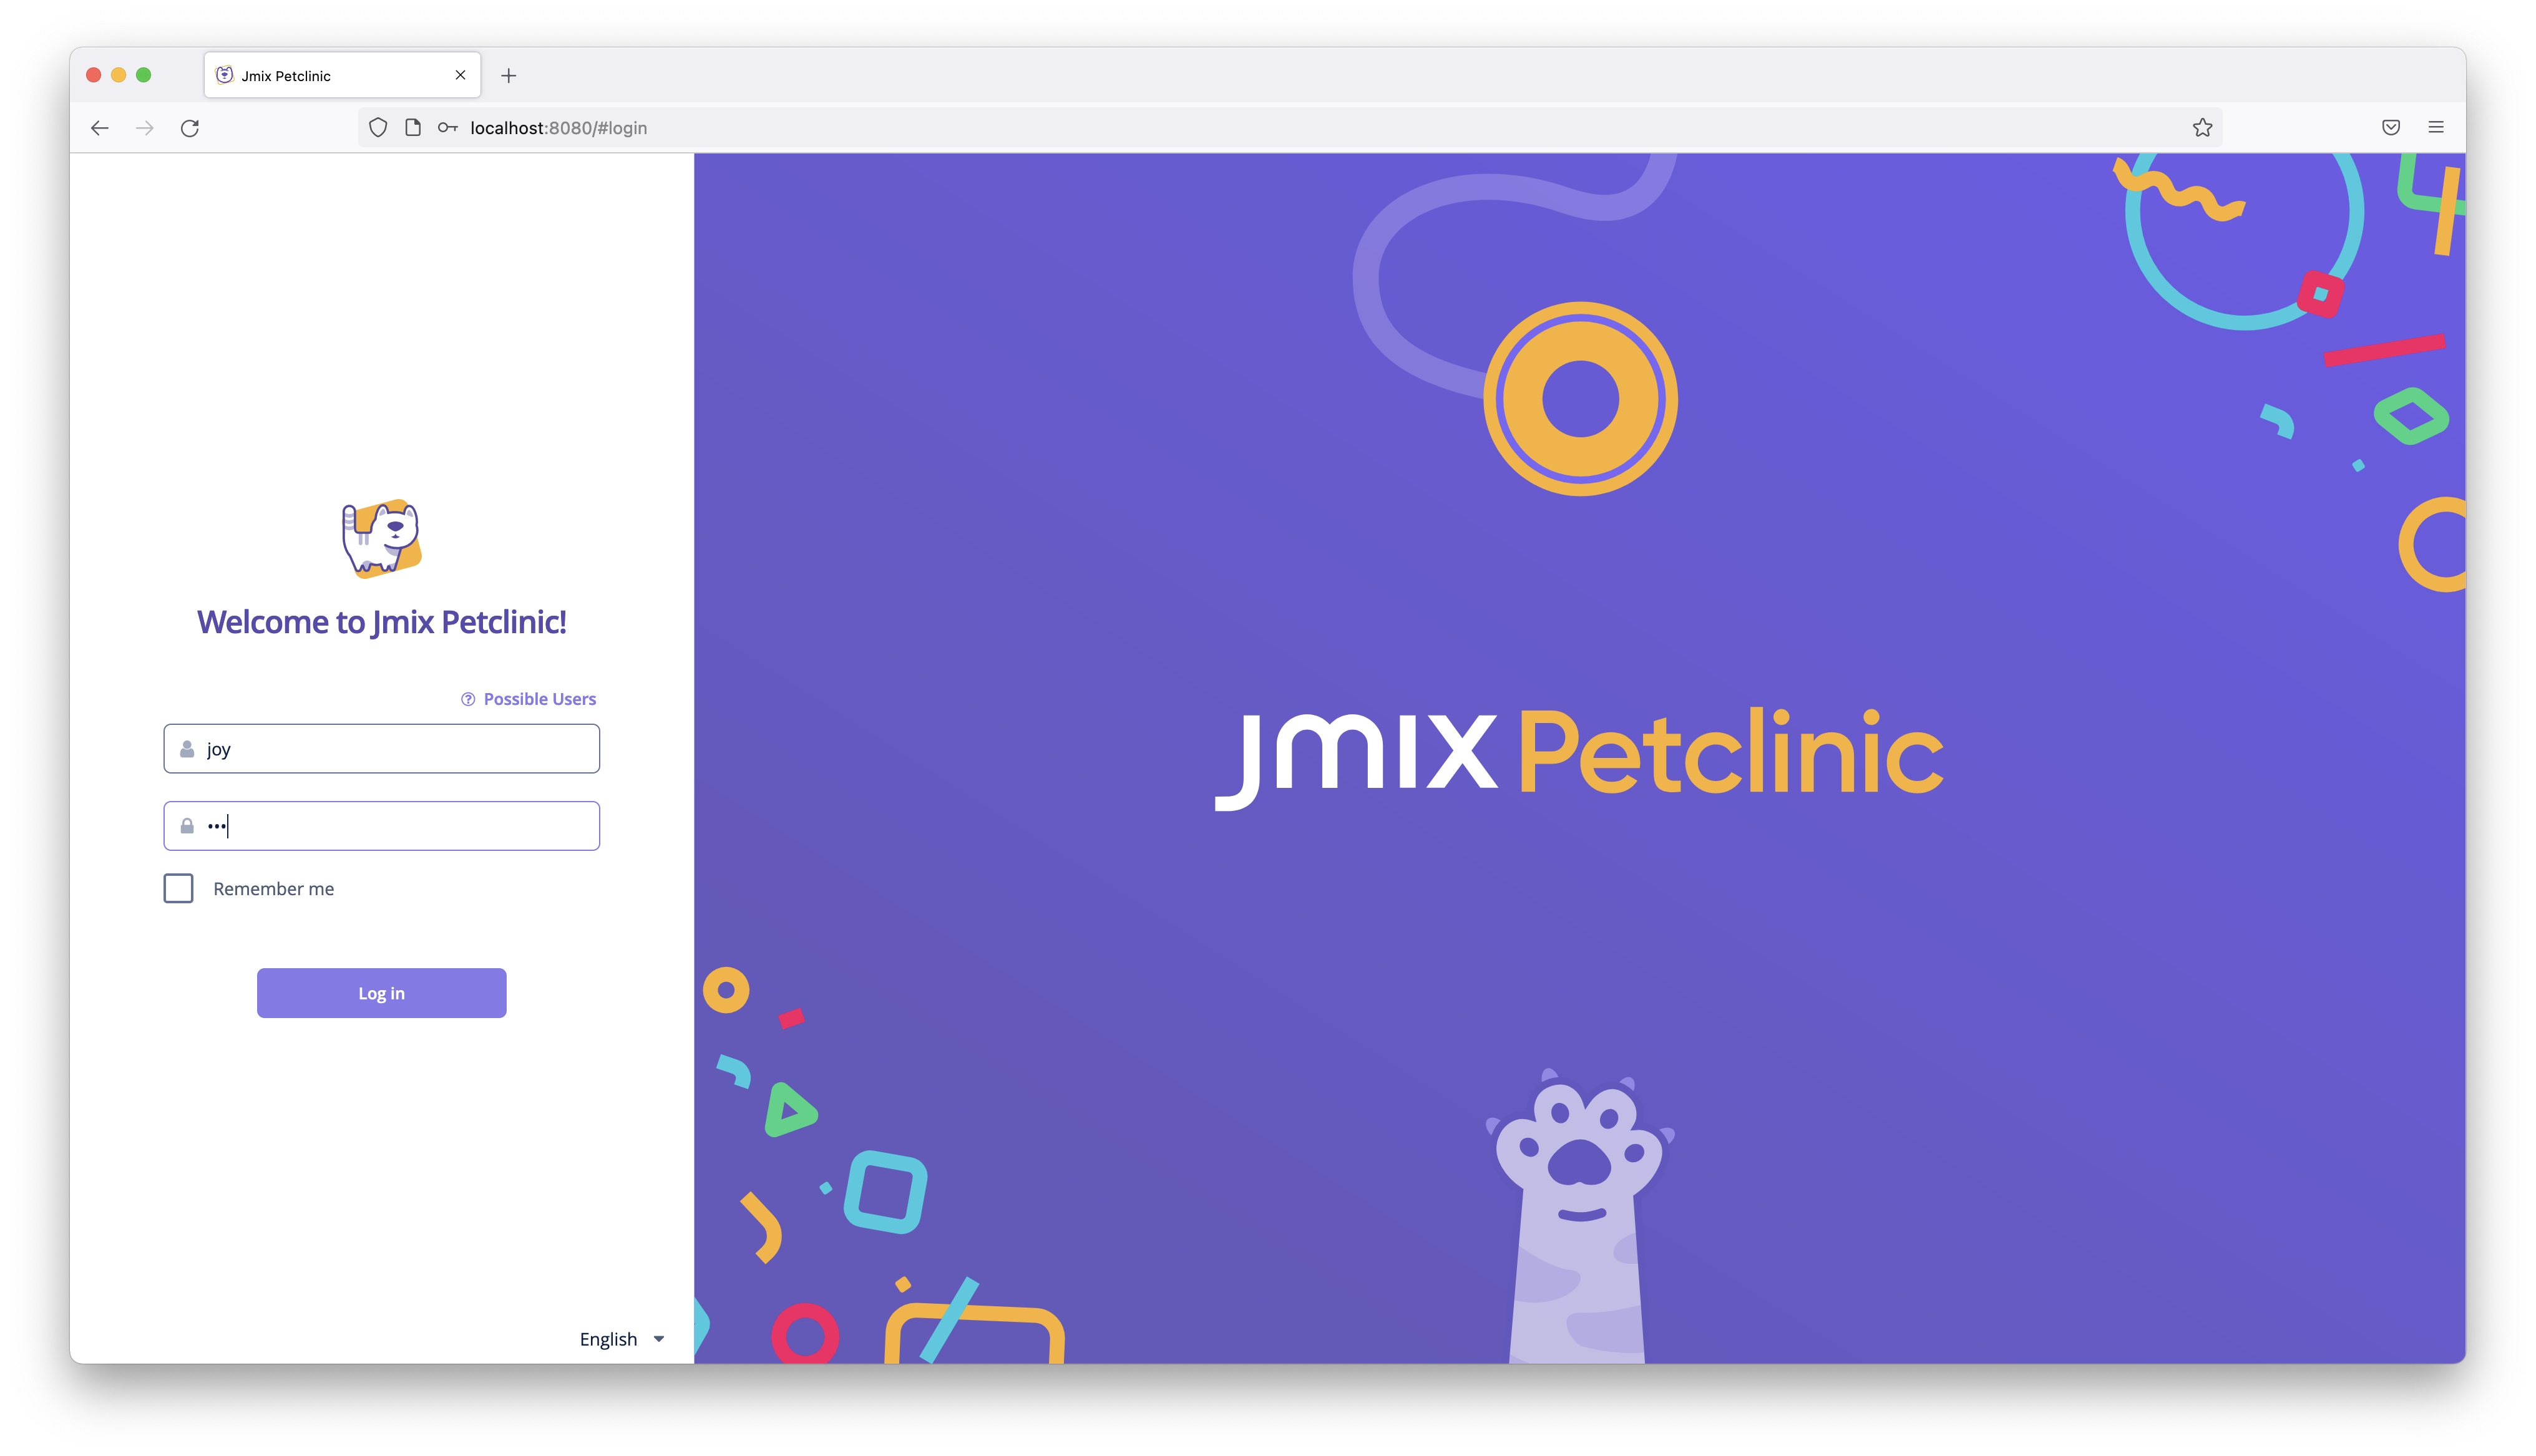 Jmix Petclinic
localhost:8080/#login
Welcome to Jmix Petclinic!
Possible Users
joy
•••
Remember me
Log in
English
Jmix Petclinic